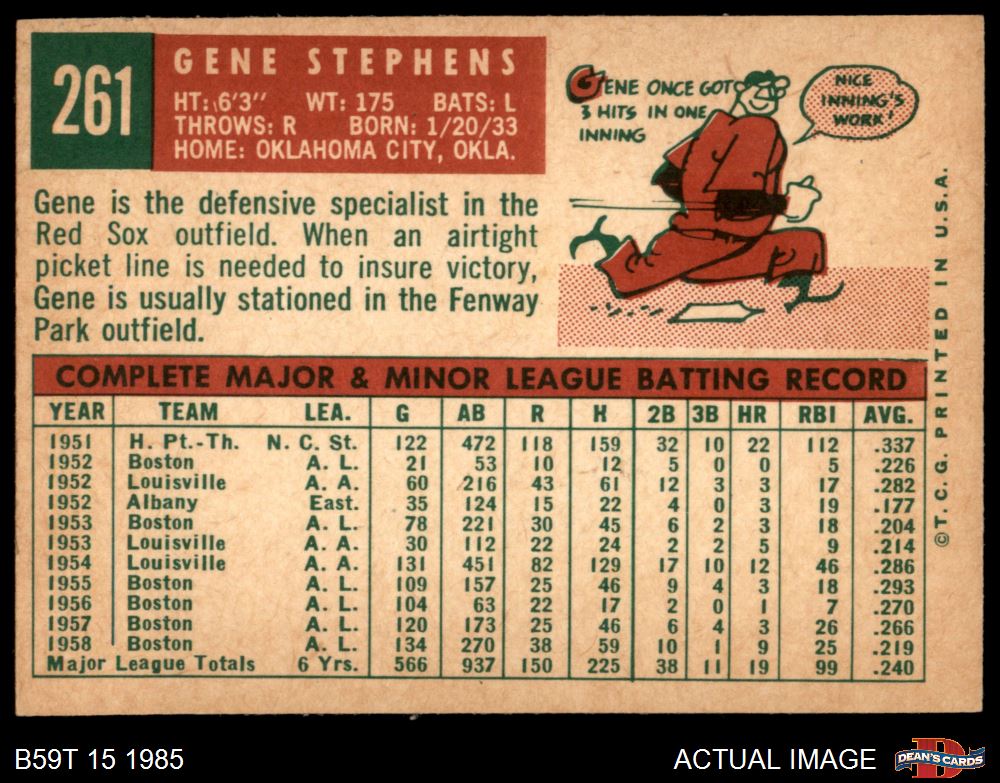 261
GENE STEPHENS
HT: 6'3" WT: 175 BATS: L
THROWS: R BORN: 1/20/33
HOME: OKLAHOMA CITY, OKLA.
GENE ONCE GOT
3 HITS IN ONE
INNING
NICE
INNING'S
WORK!
Gene is the defensive specialist in the
Red Sox outfield. When an airtight
picket line is needed to insure victory,
Gene is usually stationed in the Fenway
Park outfield.
COMPLETE MAJOR & MINOR LEAGUE BATTING RECORD
YEAR TEAM LEA. G AB R H 2B 3B HR RBI AVG.
1951 H. Pt.-Th. N. C. St. 122 472 118 159 32 10 22 112 .337
1952 Boston A. L. 21 53 10 12 5 0 0 5 .226
1952 Louisville A. A. 60 216 43 61 12 3 3 17 .282
1952 Albany East. 35 124 15 22 4 0 3 19 .177
1953 Boston A. L. 78 221 30 45 6 2 3 18 .204
1953 Louisville A. A. 30 112 22 24 2 2 5 9 .214
1954 Louisville A. A. 131 451 82 129 17 10 12 46 .286
1955 Boston A. L. 109 157 25 46 9 4 3 18 .293
1956 Boston A. L. 104 63 22 17 2 0 1 7 .270
1957 Boston A. L. 120 173 25 46 6 4 3 26 .266
1958 Boston A. L. 134 270 38 59 10 1 9 25 .219
Major League Totals 6 Yrs. 566 937 150 225 38 11 19 99 .240
©T. C. G. PRINTED IN U.S.A.
B59T 15 1985
ACTUAL IMAGE
DEAN'S CARDS